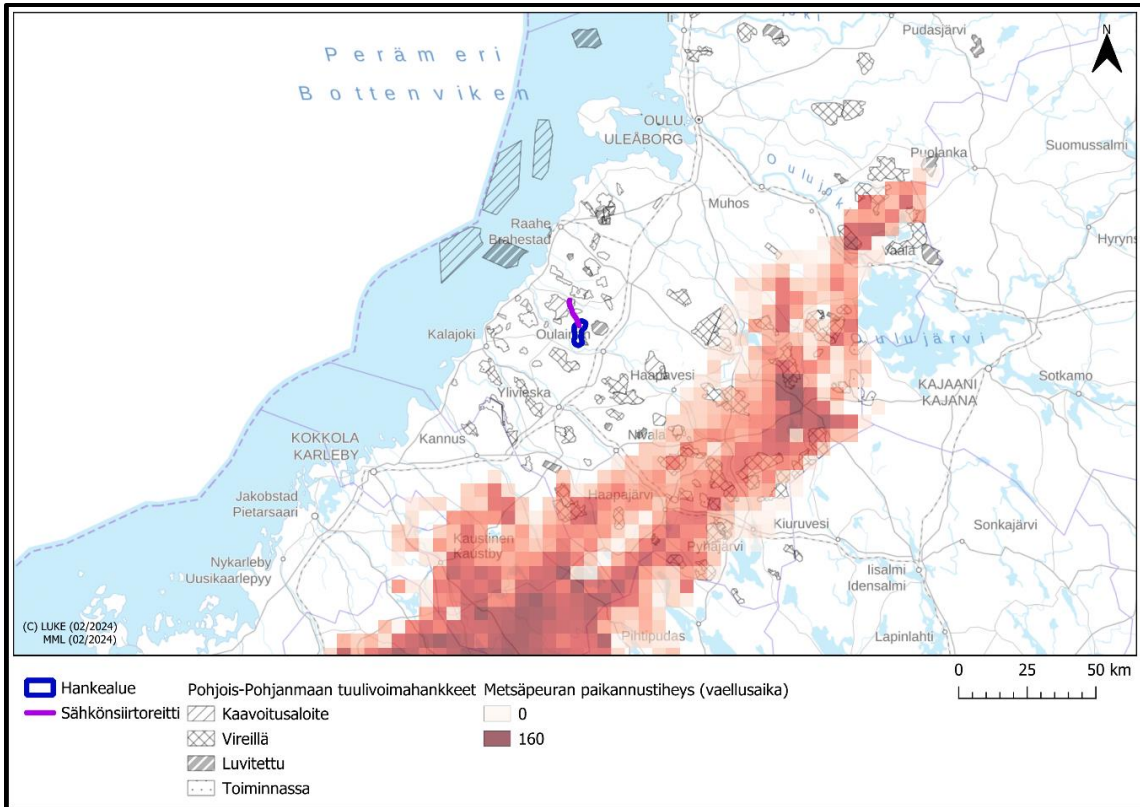 Perämeri
Bottenviken
Pudasjärvi
N
OULU
ULEÅBORG
Puolanka
Suomussalmi
Muhos
Raahe
Brahestad
Vaala
Kalajoki
Oulujärvi
Haapavesi
KAJAANI
KAJANA
Sotkamo
Ylivieska
Kannus
Nivala
KOKKOLA
KARLEBY
Jakobstad
Pietarsaari
Haapajärvi
Kaustinen
Kaustby
Kiuruvesi
Sonkajärvi
Pyhäjärvi
Nykarleby
Uusikaarlepyy
Iisalmi
Idensalmi
Pihtipudas
Lapinlahti
(C) LUKE (02/2024)
MML (02/2024)
Hankealue
Sähkönsiirtoreitti
Pohjois-Pohjanmaan tuulivoimahankkeet
Kaavoitusaloite
Vireillä
Luvitettu
Toiminnassa
Metsäpeuran paikannustiheys (vaellusaika)
0
160
0 25 50 km